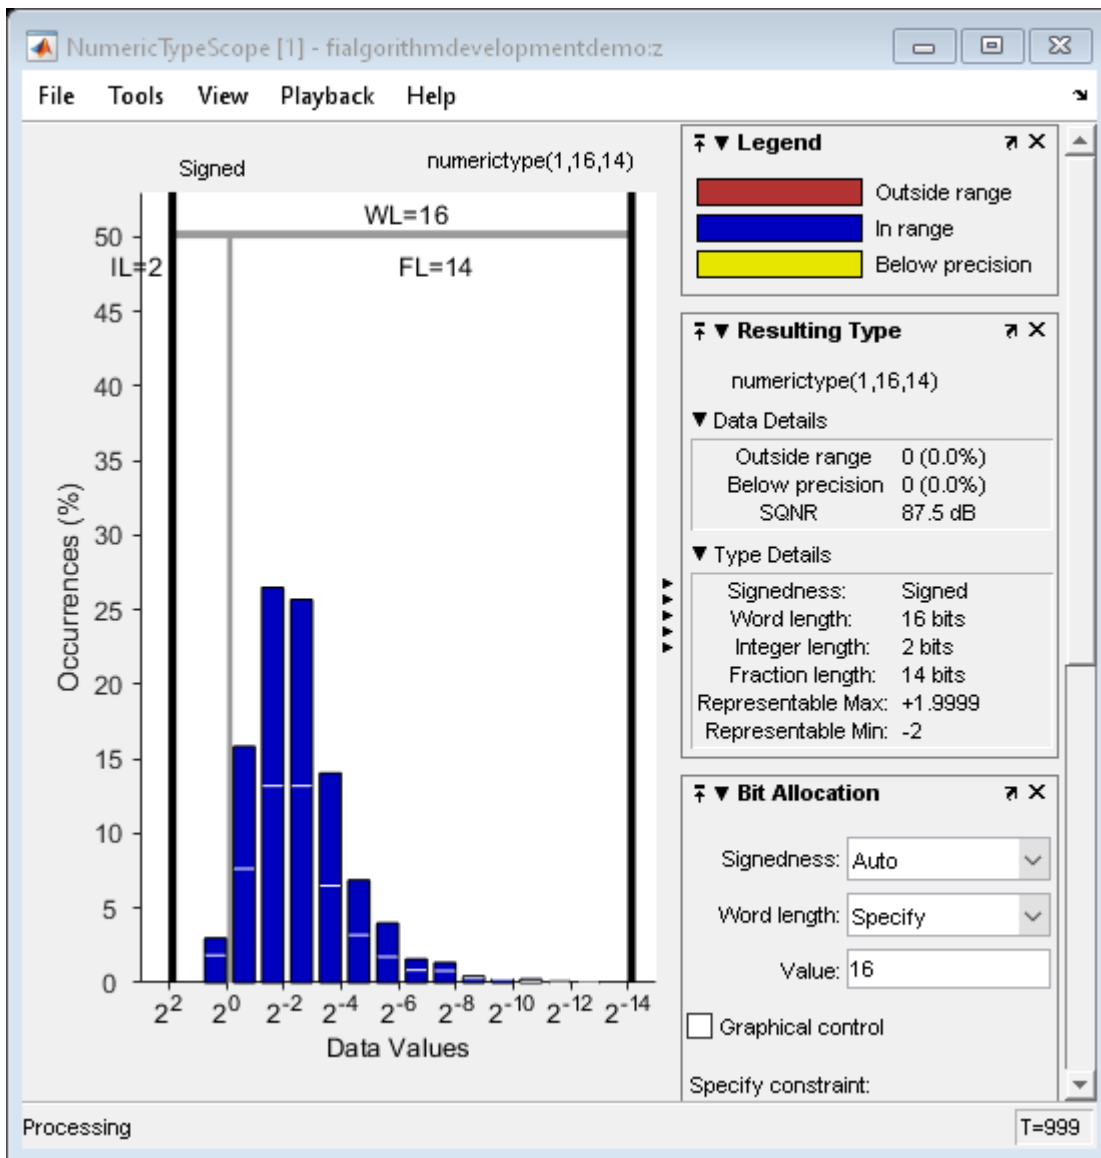 NumericTypeScope [1] - fialgorithmdevelopmentdemo:z
File Tools View Playback Help
Signed numerictype(1,16,14)
WL=16
IL=2 FL=14
50
45
40
35
30
25
20
15
10
5
0
Occurrences (%)
2^2 2^0 2^-2 2^-4 2^-6 2^-8 2^-10 2^-12 2^-14
Data Values
Legend
Outside range
In range
Below precision
Resulting Type
numerictype(1,16,14)
Data Details
Outside range 0 (0.0%)
Below precision 0 (0.0%)
SQNR 87.5 dB
Type Details
Signedness: Signed
Word length: 16 bits
Integer length: 2 bits
Fraction length: 14 bits
Representable Max: +1.9999
Representable Min: -2
Bit Allocation
Signedness: Auto
Word length: Specify
Value: 16
Graphical control
Specify constraint:
Processing T=999